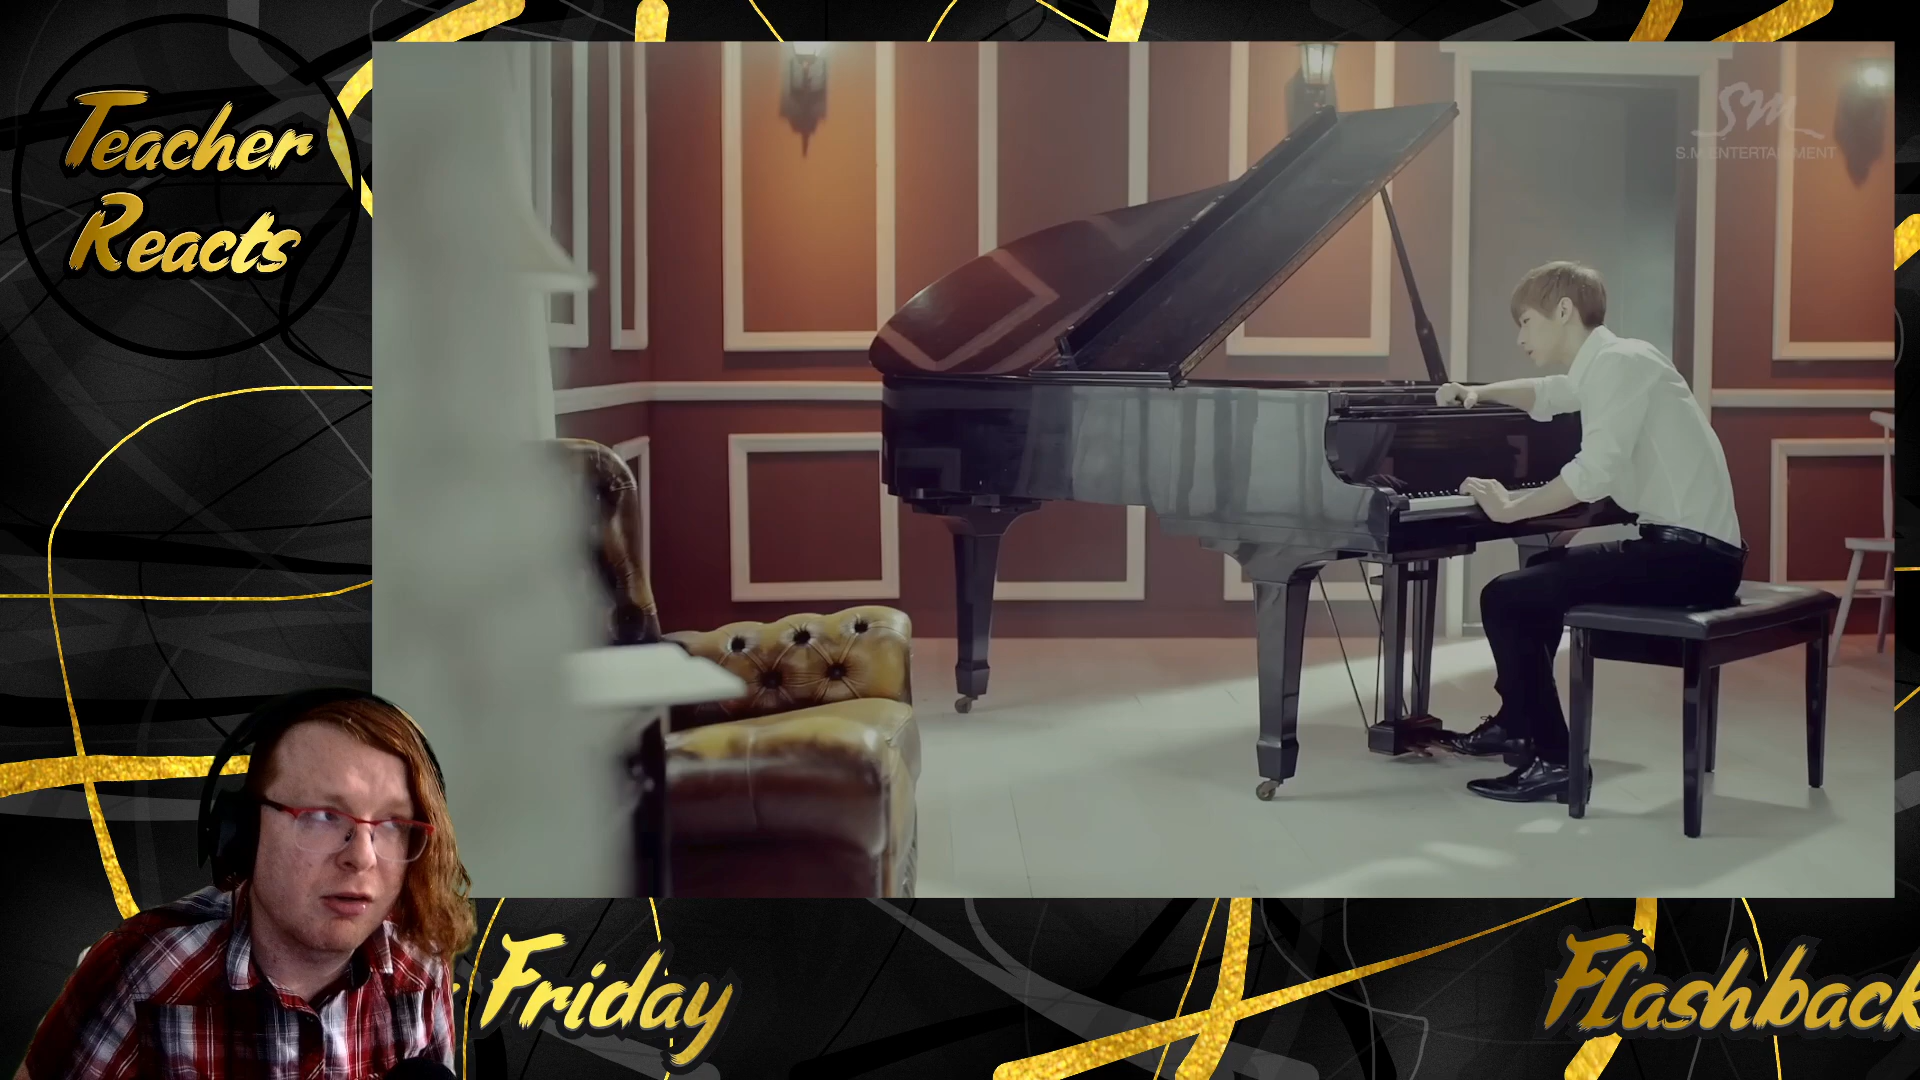 Teacher
Reacts
SM
S.M.ENTERTAINMENT
Friday
Flashback